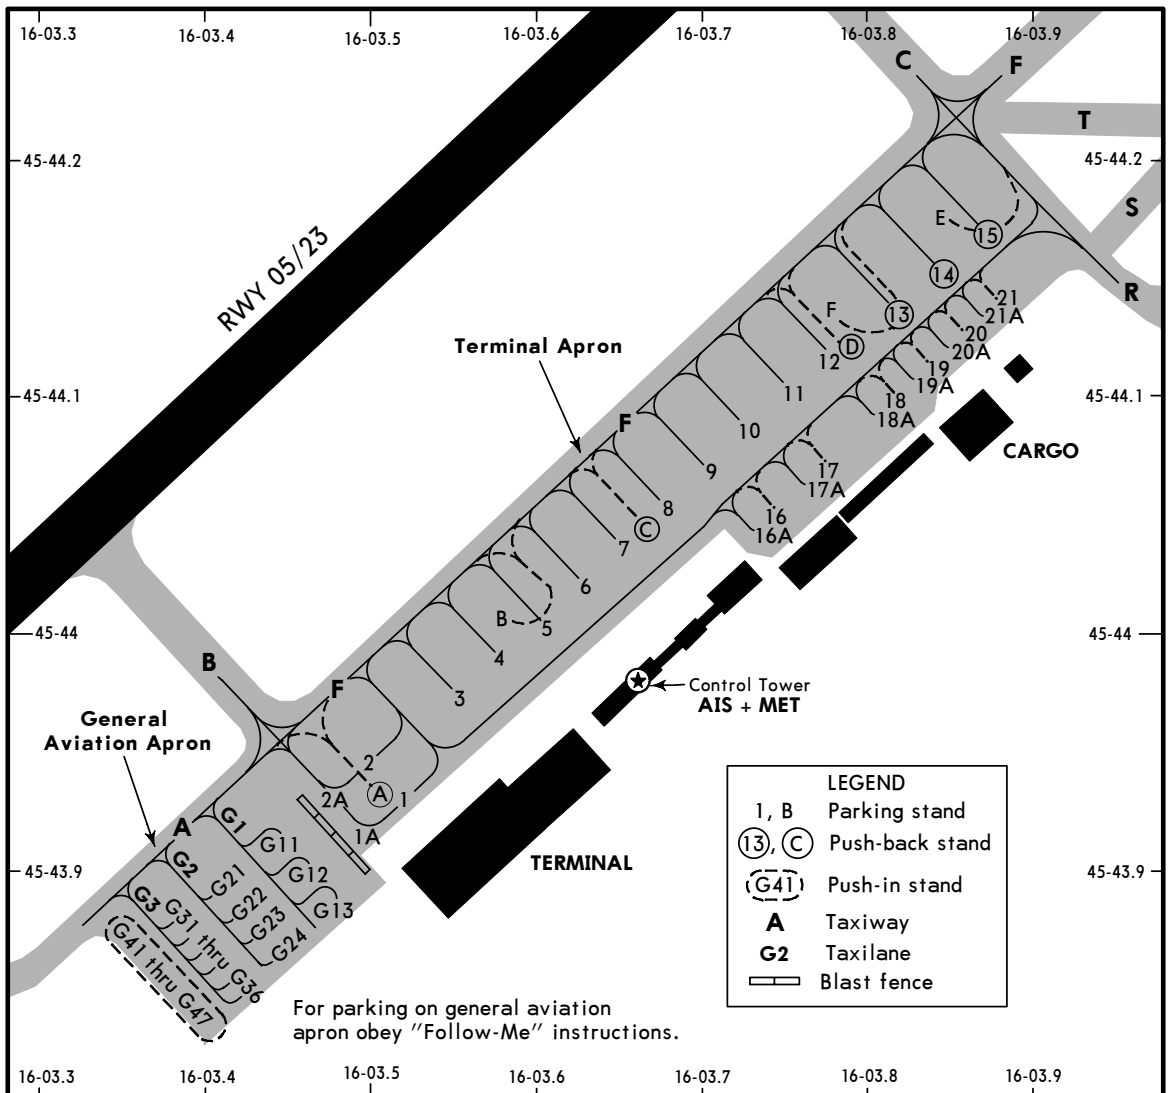 16-03.3
16-03.4
16-03.5
16-03.6
16-03.7
16-03.8
16-03.9
C
F
T
45-44.2
45-44.2
S
E
15
RWY 05/23
14
R
F
13
21
21A
20
20A
Terminal Apron
12
D
19
19A
11
18
18A
45-44.1
45-44.1
F
10
CARGO
9
17
17A
8
C
16
16A
7
6
B
5
45-44
45-44
4
B
F
3
Control Tower
AIS + MET
General
Aviation Apron
2
2A
A
1
1A
LEGEND
1, B Parking stand
13, C Push-back stand
G41 Push-in stand
A Taxiway
G2 Taxilane
Blast fence
A
G1
G11
G12
G13
TERMINAL
45-43.9
45-43.9
G2
G21
G22
G23
G24
G3
G31 thru G36
G41 thru G47
For parking on general aviation
apron obey "Follow-Me" instructions.
16-03.3
16-03.4
16-03.5
16-03.6
16-03.7
16-03.8
16-03.9